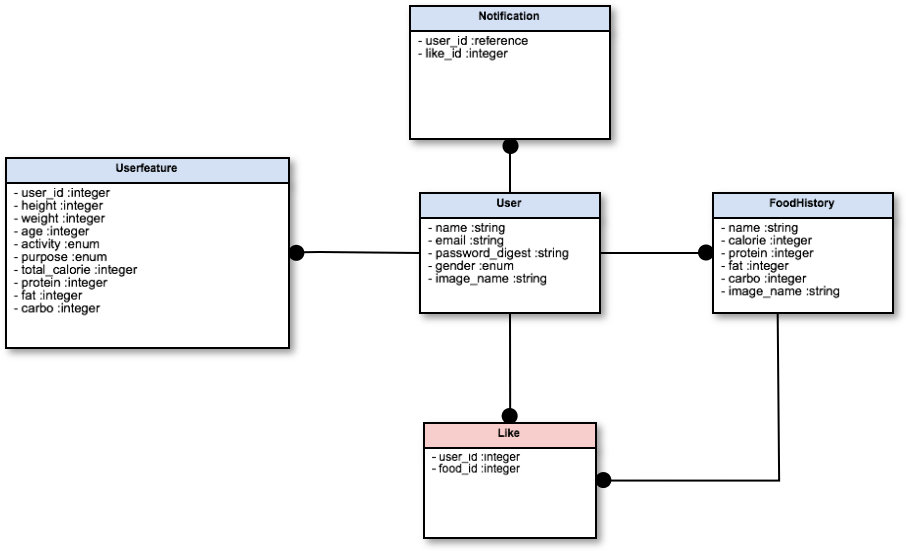 Notification
- user_id :reference
- like_id :integer
Userfeature
- user_id :integer
- height :integer
- weight :integer
- age :integer
- activity :enum
- purpose :enum
- total_calorie :integer
- protein :integer
- fat :integer
- carbo :integer
User
- name :string
- email :string
- password_digest :string
- gender :enum
- image_name :string
FoodHistory
- name :string
- calorie :integer
- protein :integer
- fat :integer
- carbo :integer
- image_name :string
Like
- user_id :integer
- food_id :integer